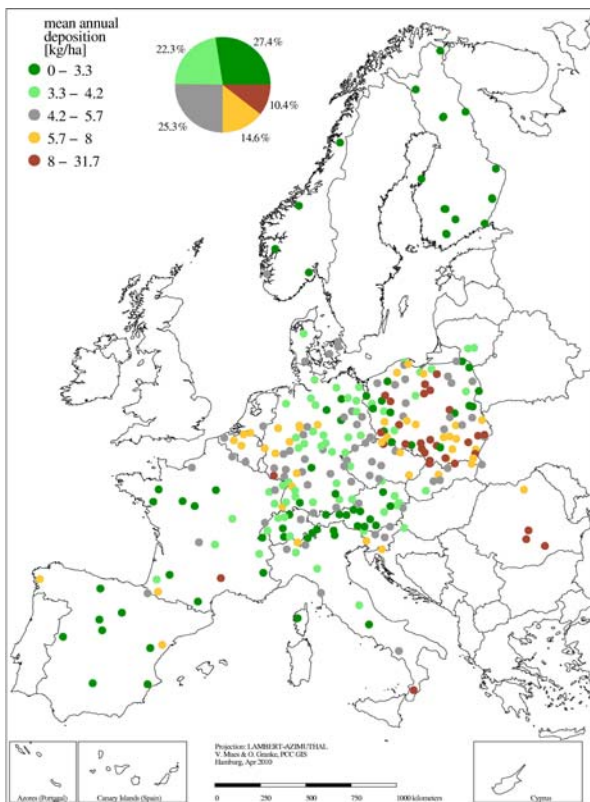 mean annual
deposition
[kg/ha]
0 – 3.3
3.3 – 4.2
4.2 – 5.7
5.7 – 8
8 – 31.7
22.3%
27.4%
10.4%
25.3%
14.6%
Projection: LAMBERT-AZIMUTHAL
V. Mues & O. Granke, PCC GIS
Hamburg, Apr 2010
0 250 500 750 1000 kilometers
Azores (Portugal)
Canary Islands (Spain)
Cyprus